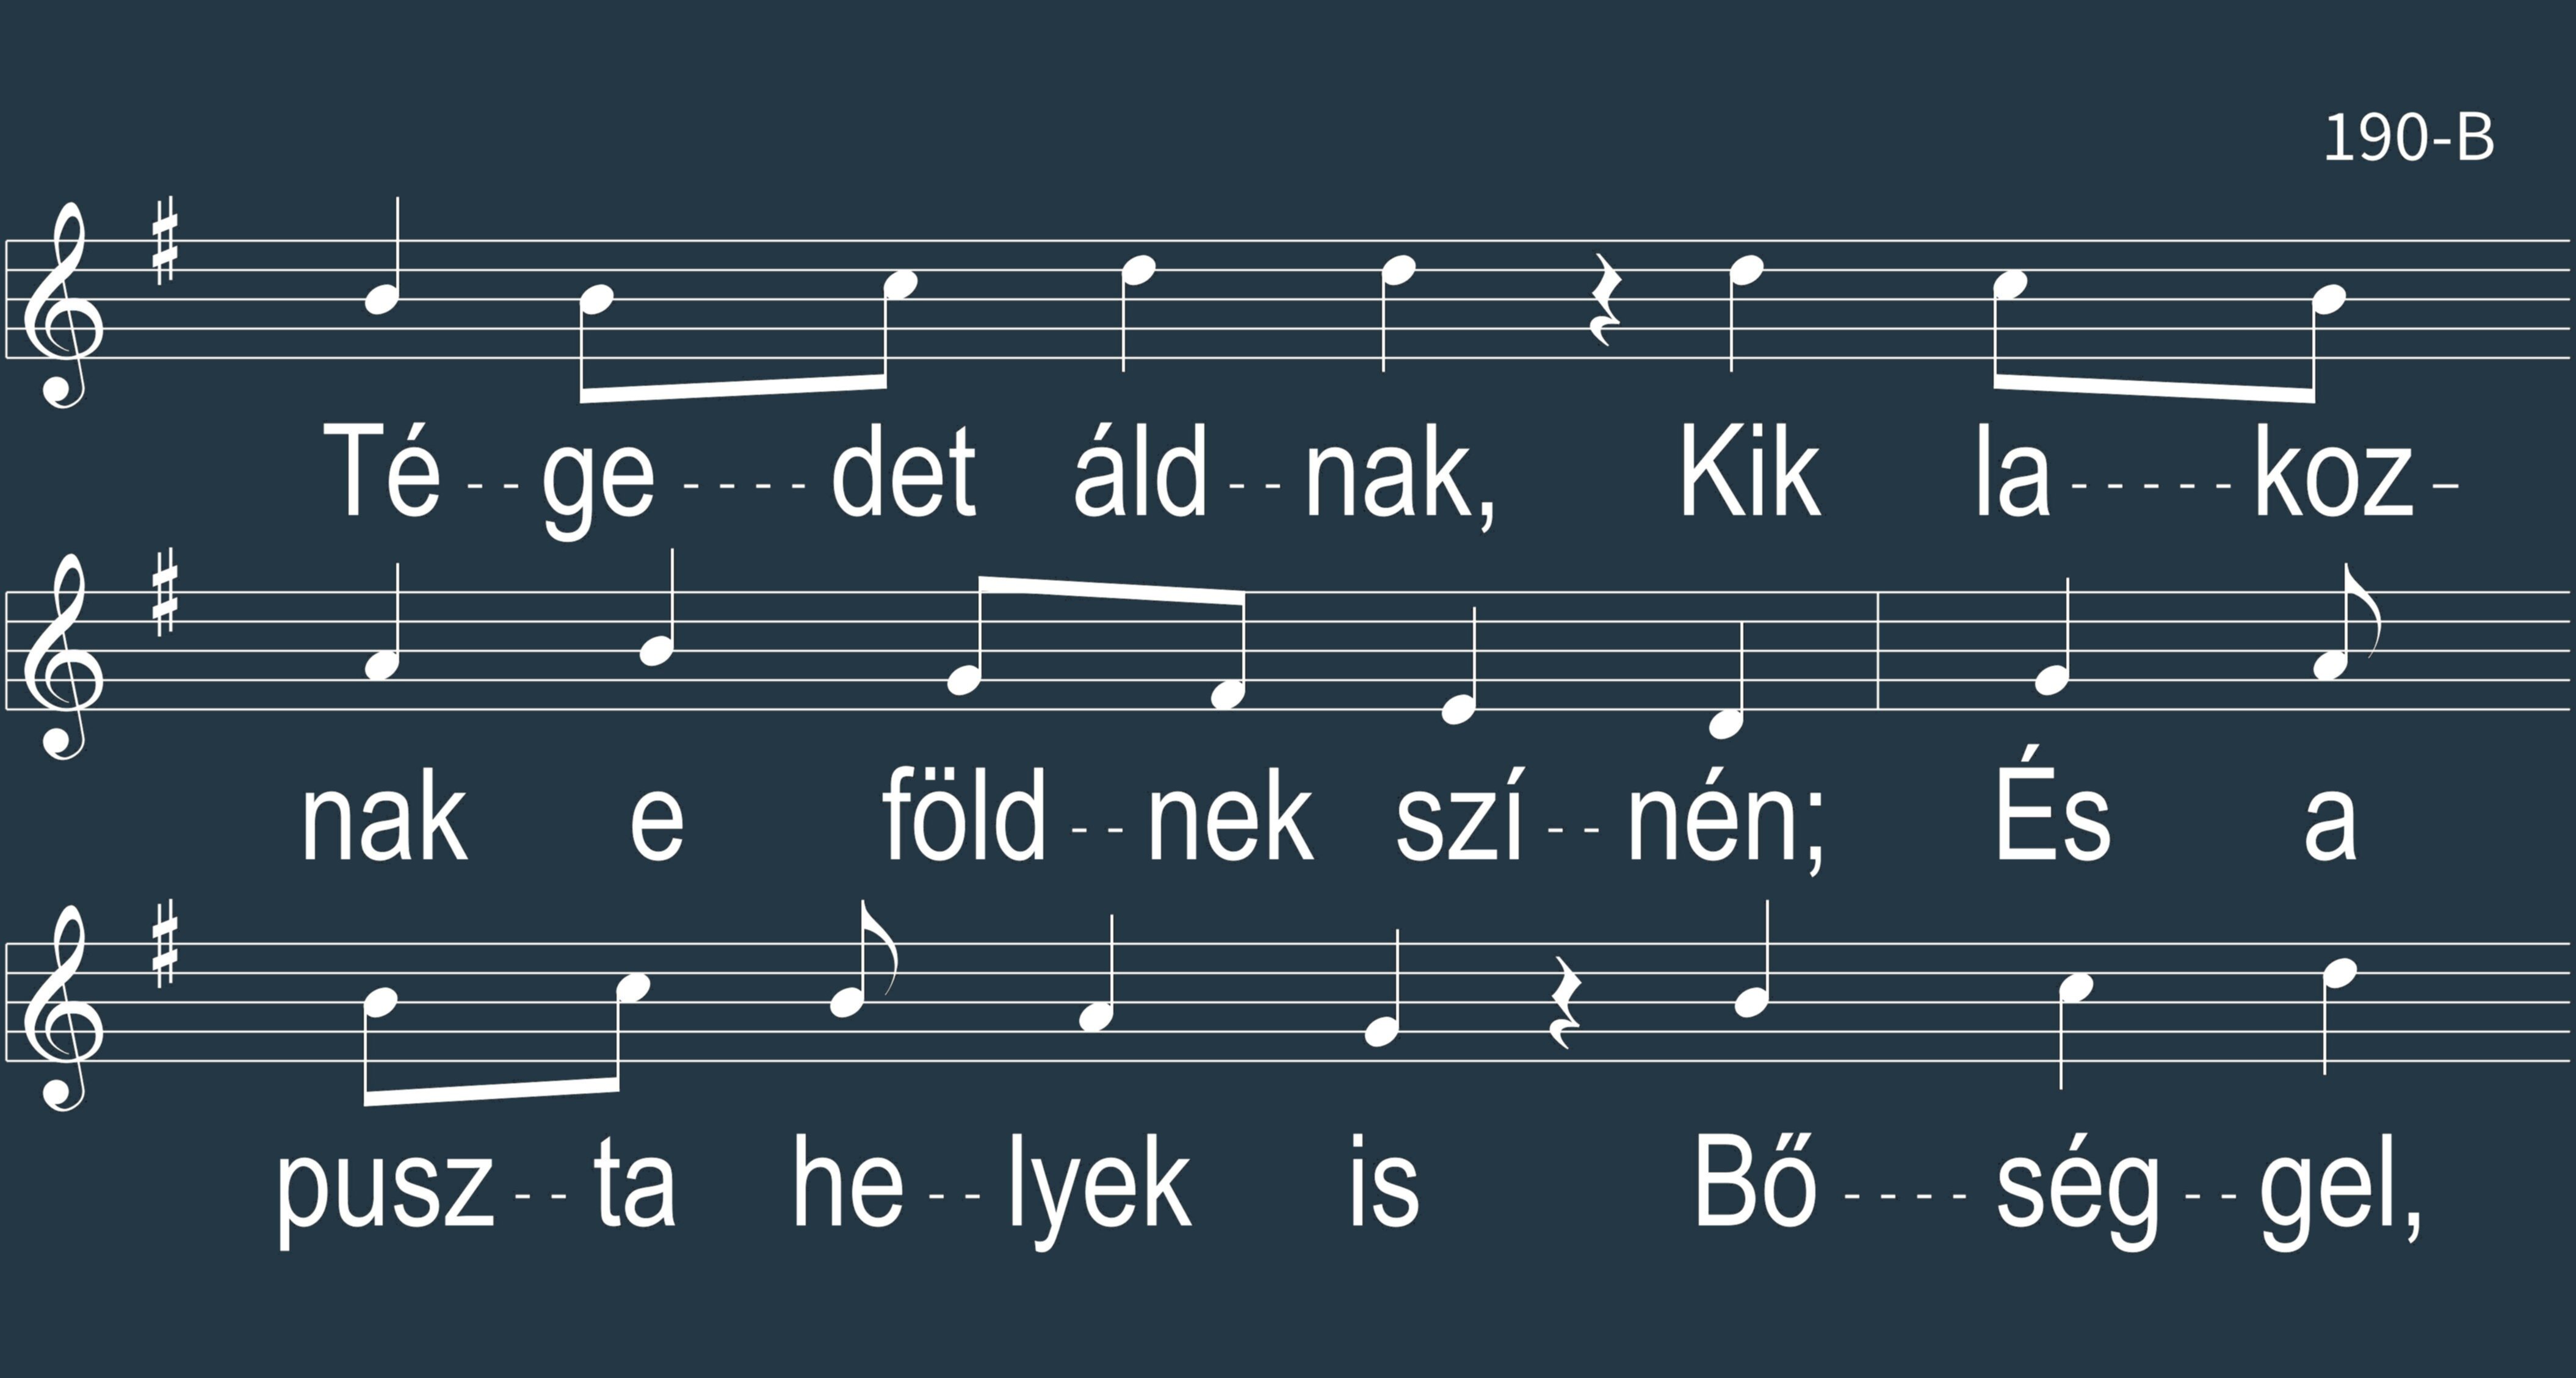 190-B
Té--ge----det áld--nak, Kik la-----koz-
nak e föld--nek szí--nén; És a
pusz--ta he--lyek is Bő----ség--gel,